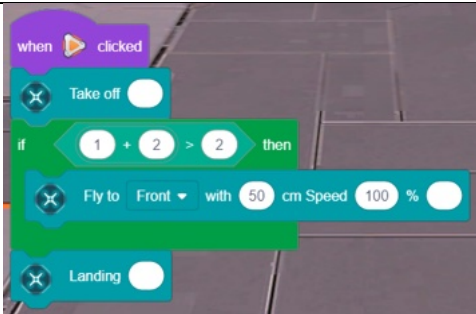 when clicked
Take off
if 1 + 2 > 2 then
Fly to Front with 50 cm Speed 100 %
Landing